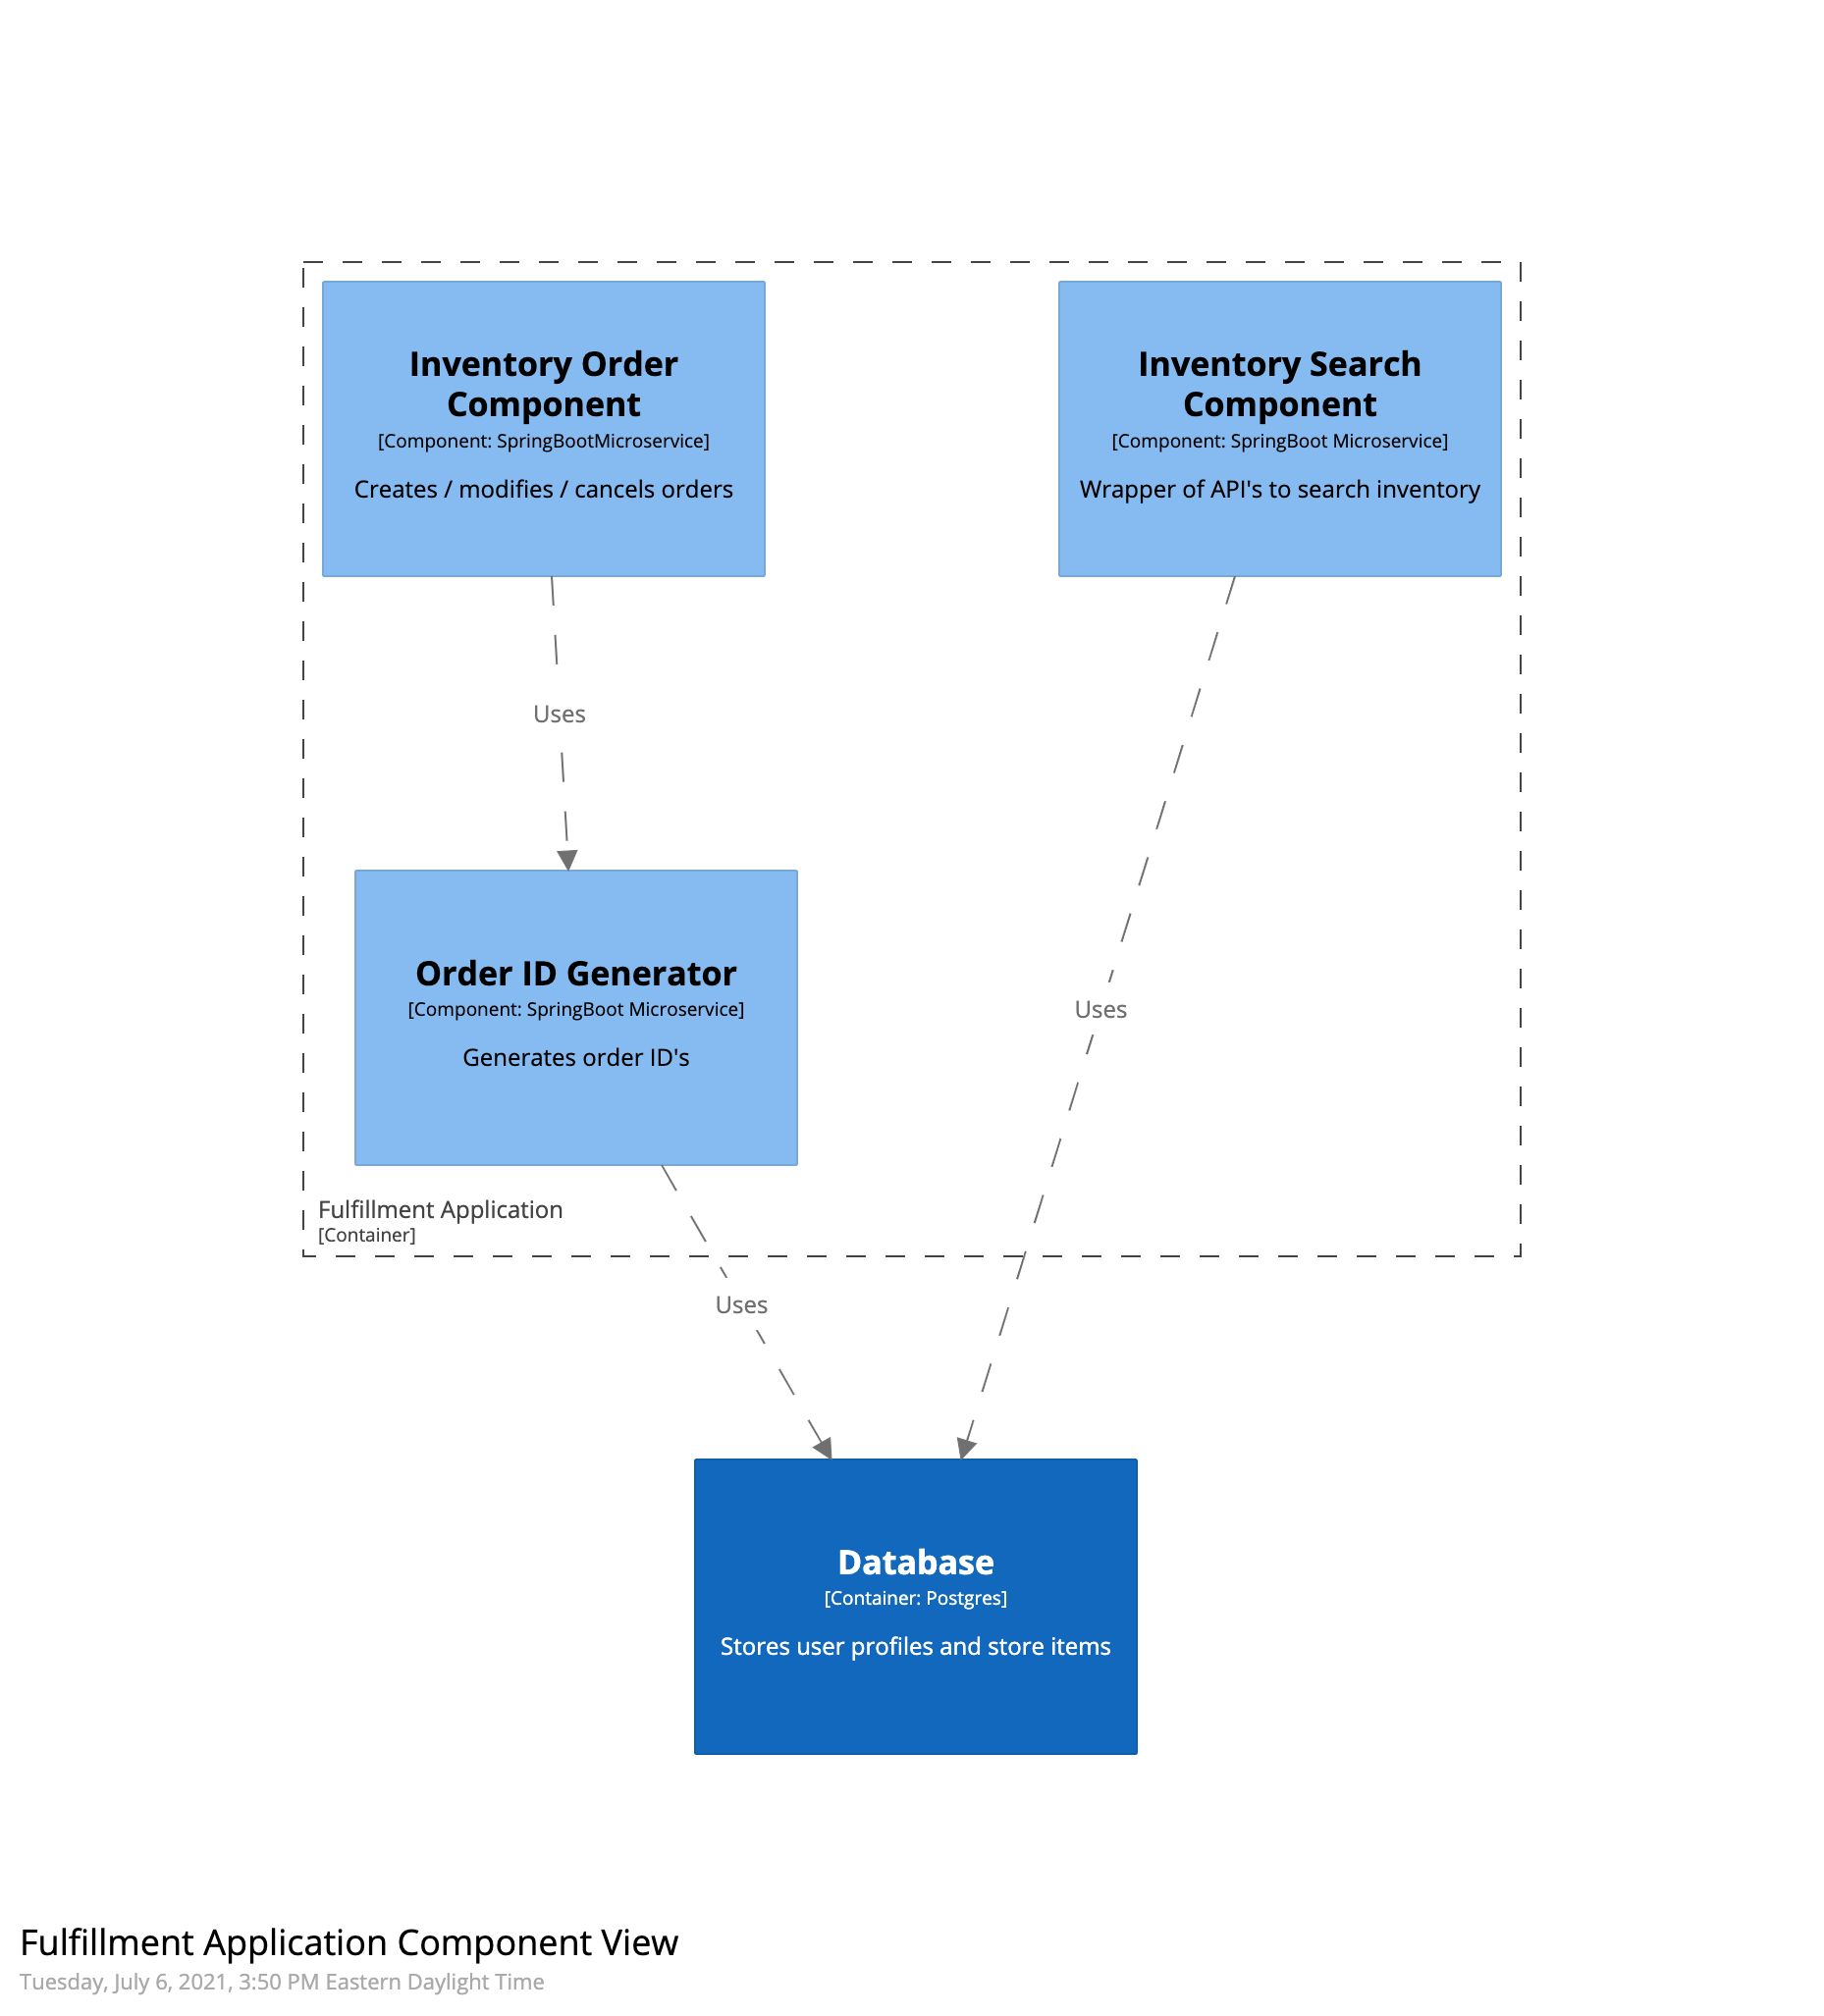 Inventory Order
Component
[Component: SpringBootMicroservice]
Creates / modifies / cancels orders
Inventory Search
Component
[Component: SpringBoot Microservice]
Wrapper of API's to search inventory
Uses
Order ID Generator
[Component: SpringBoot Microservice]
Generates order ID's
Uses
Fulfillment Application
[Container]
Uses
Database
[Container: Postgres]
Stores user profiles and store items
Fulfillment Application Component View
Tuesday, July 6, 2021, 3:50 PM Eastern Daylight Time